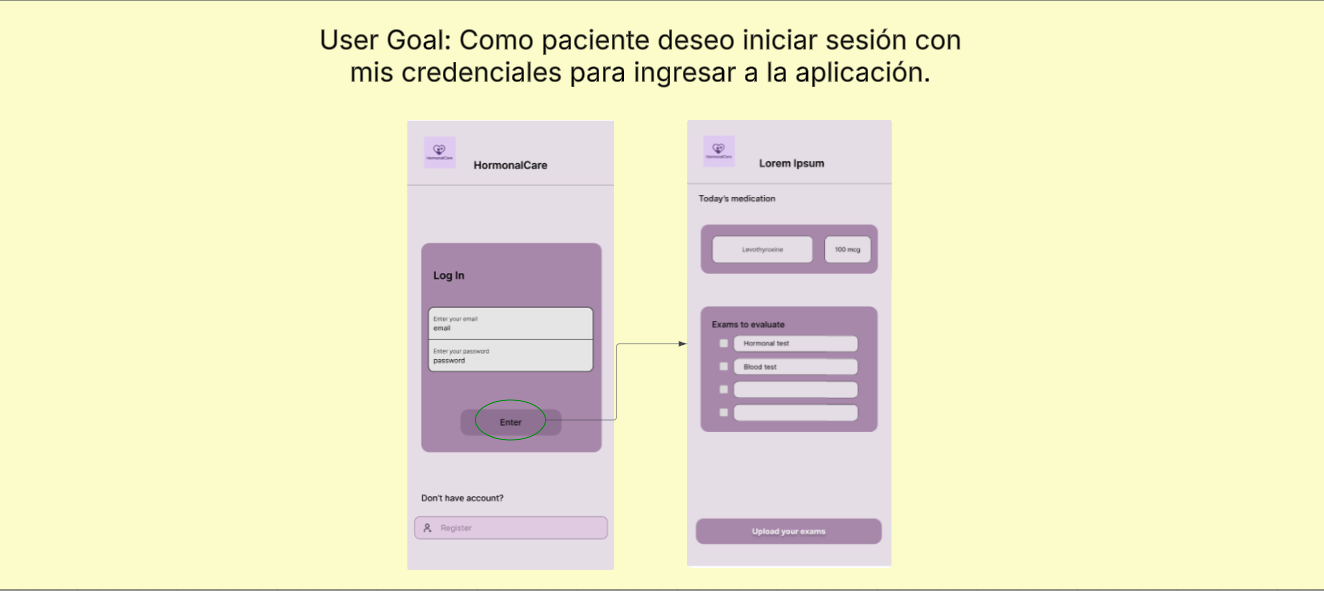 User Goal: Como paciente deseo iniciar sesión con
mis credenciales para ingresar a la aplicación.
HormonalCare
HormonalCare
Log In
Enter your email
email
Enter your password
password
Enter
Don't have account?
Register
HormonalCare
Lorem Ipsum
Today's medication
Levothyroxine
100 mcg
Exams to evaluate
Hormonal test
Blood test
Upload your exams